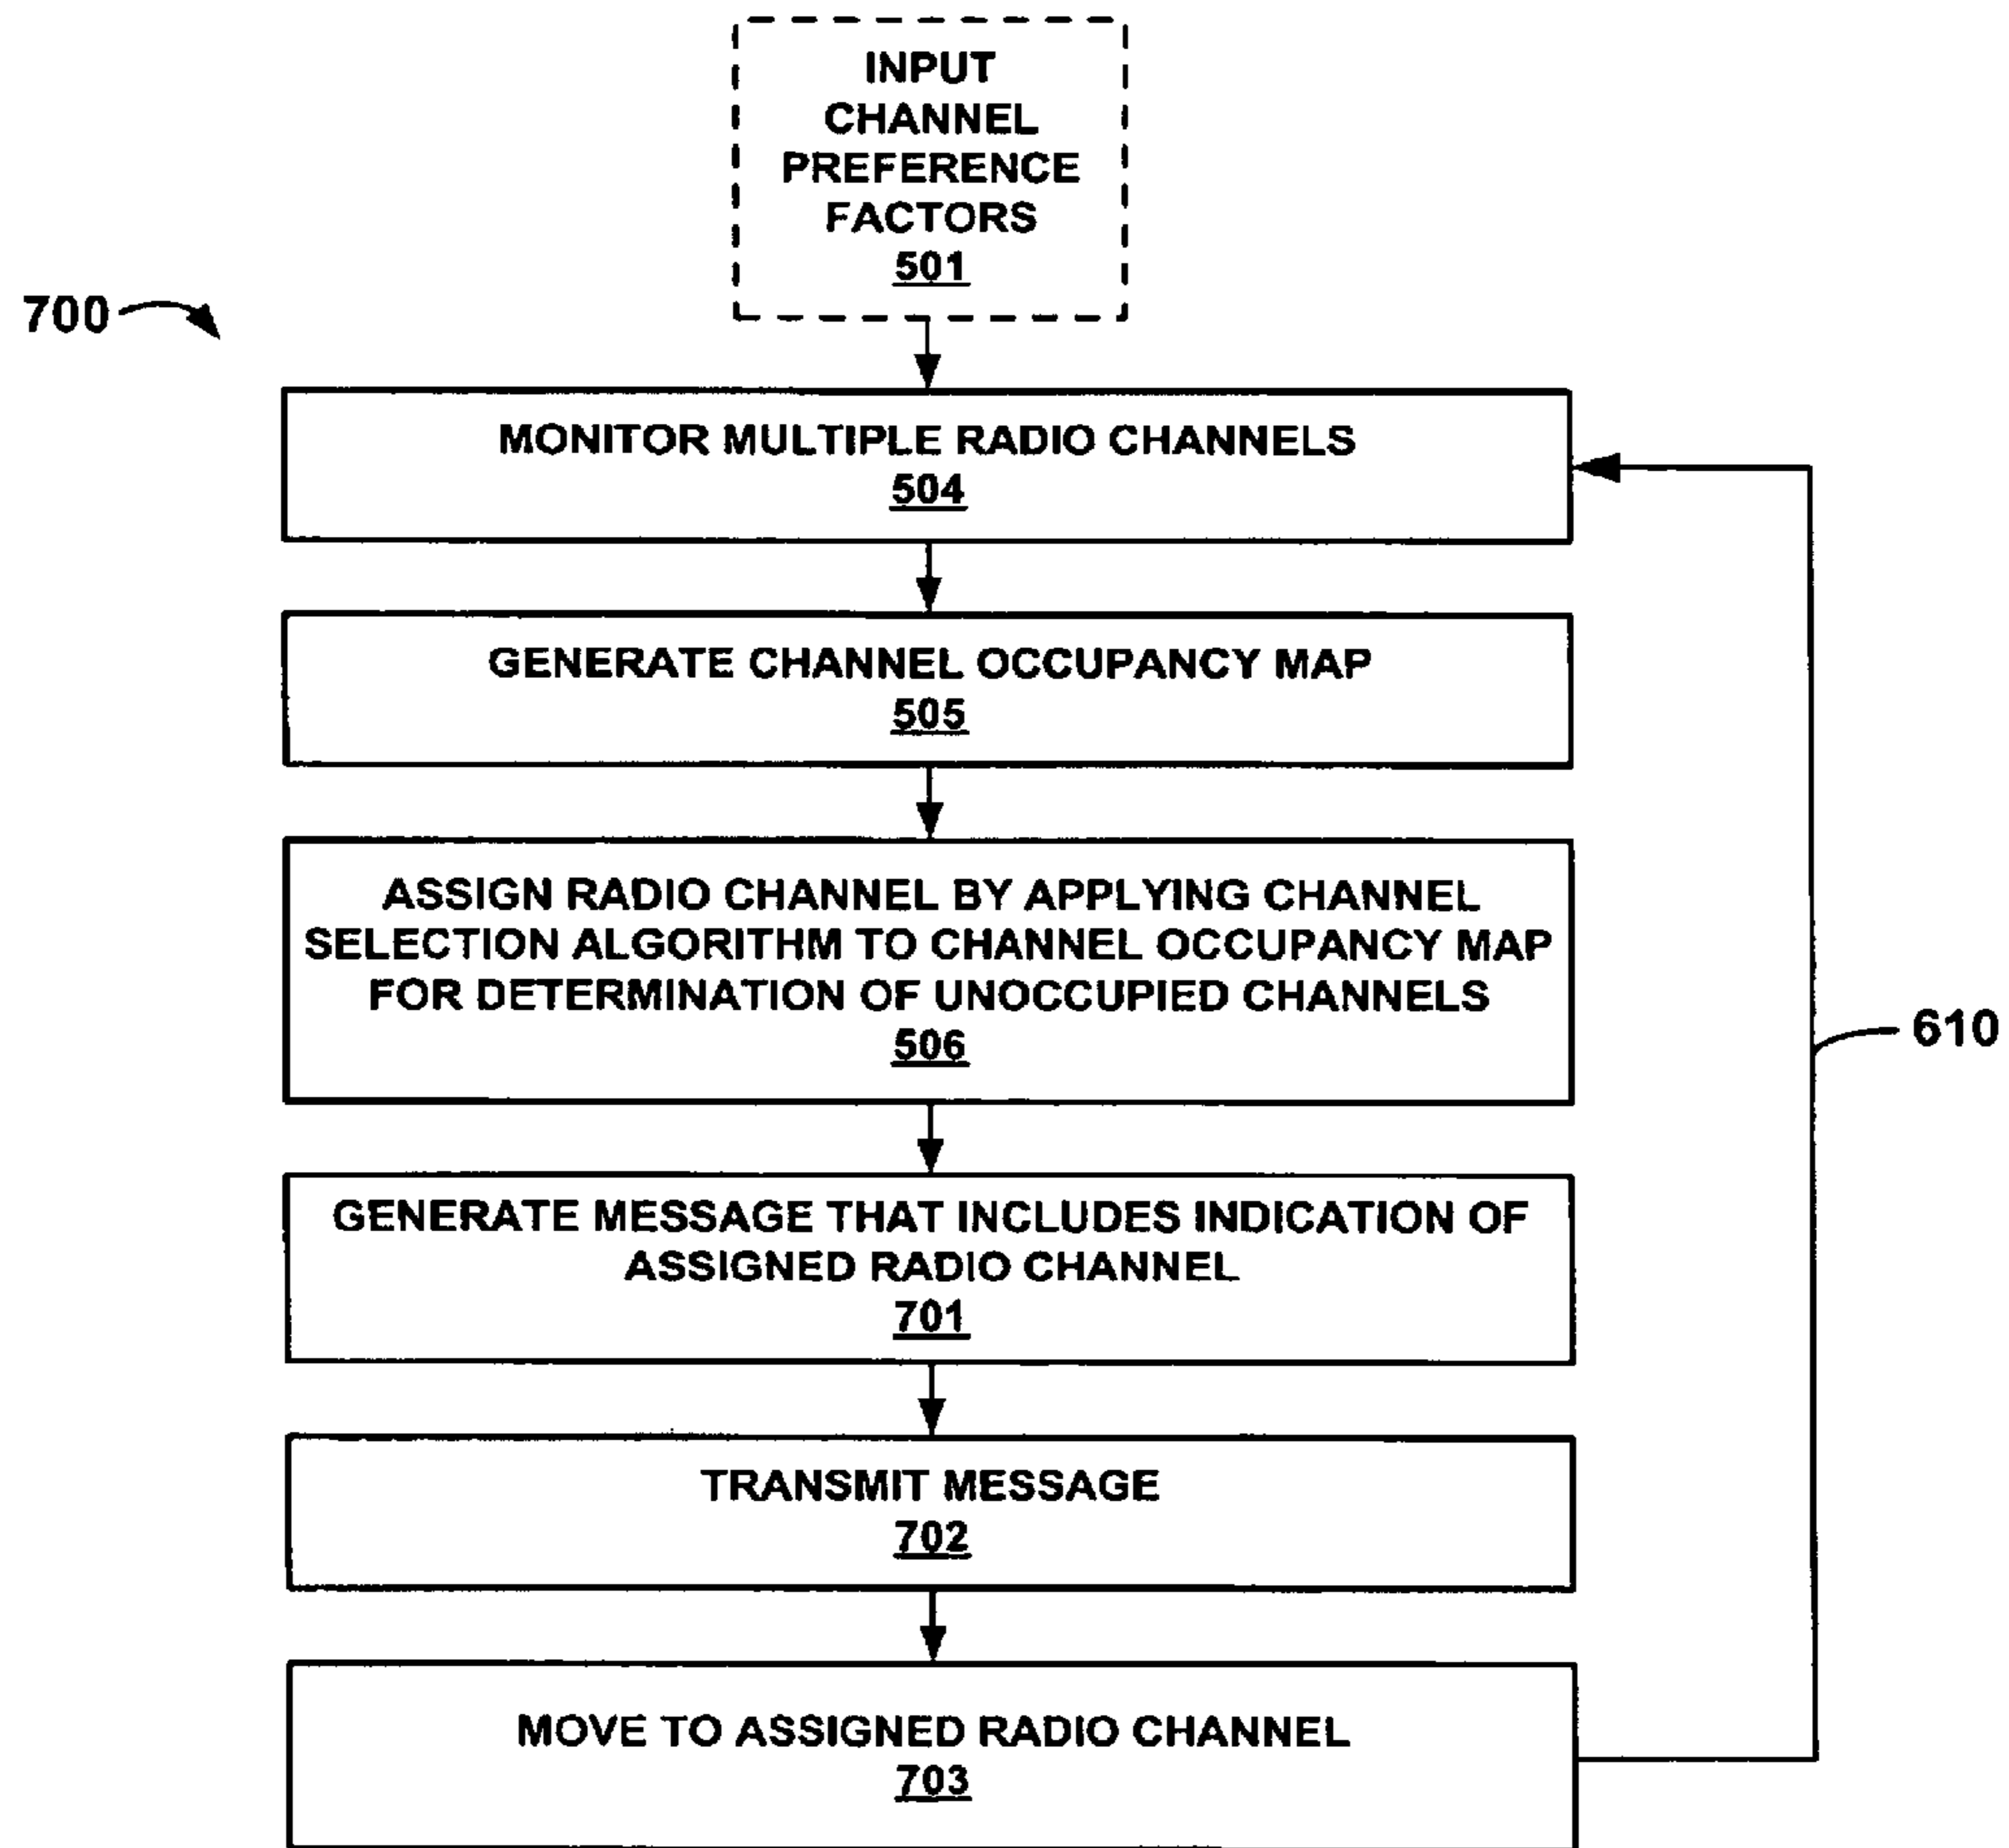 INPUT
CHANNEL
PREFERENCE
FACTORS
501
700
MONITOR MULTIPLE RADIO CHANNELS
504
GENERATE CHANNEL OCCUPANCY MAP
505
ASSIGN RADIO CHANNEL BY APPLYING CHANNEL
SELECTION ALGORITHM TO CHANNEL OCCUPANCY MAP
FOR DETERMINATION OF UNOCCUPIED CHANNELS
506
610
GENERATE MESSAGE THAT INCLUDES INDICATION OF
ASSIGNED RADIO CHANNEL
701
TRANSMIT MESSAGE
702
MOVE TO ASSIGNED RADIO CHANNEL
703